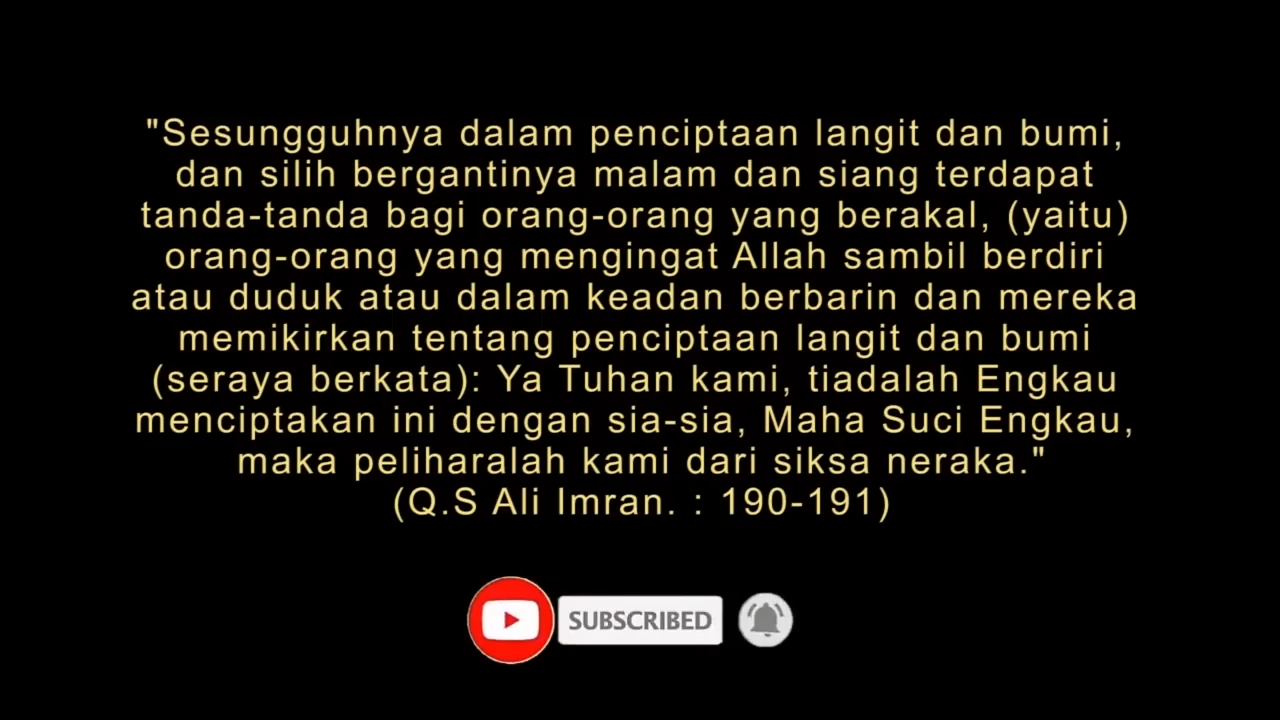 "Sesungguhnya dalam penciptaan langit dan bumi,
dan silih bergantinya malam dan siang terdapat
tanda-tanda bagi orang-orang yang berakal, (yaitu)
orang-orang yang mengingat Allah sambil berdiri
atau duduk atau dalam keadan berbarin dan mereka
memikirkan tentang penciptaan langit dan bumi
(seraya berkata): Ya Tuhan kami, tiadalah Engkau
menciptakan ini dengan sia-sia, Maha Suci Engkau,
maka peliharalah kami dari siksa neraka."
(Q.S Ali Imran. : 190-191)
SUBSCRIBED